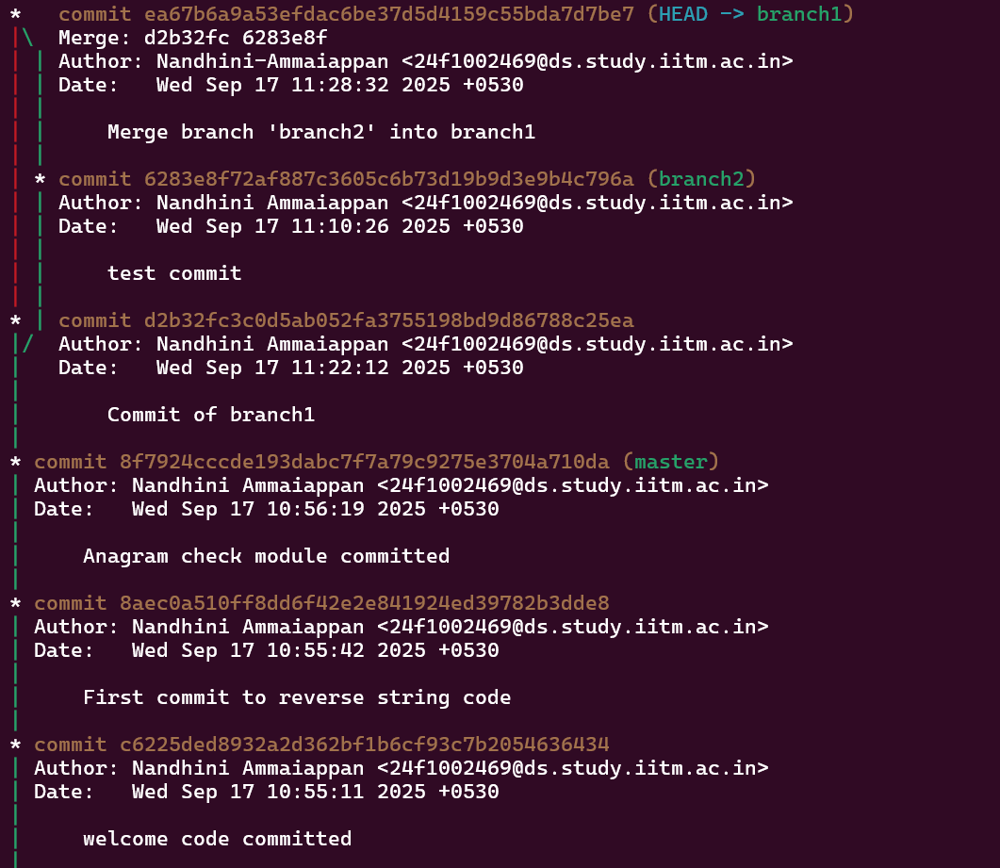 *   commit ea67b6a9a53efdac6be37d5d4159c55bda7d7be7 (HEAD -> branch1)
|\  Merge: d2b32fc 6283e8f
| | Author: Nandhini-Ammaiappan <24f1002469@ds.study.iitm.ac.in>
| | Date:   Wed Sep 17 11:28:32 2025 +0530
| |
| |     Merge branch 'branch2' into branch1
| |
| * commit 6283e8f72af887c3605c6b73d19b9d3e9b4c796a (branch2)
| | Author: Nandhini Ammaiappan <24f1002469@ds.study.iitm.ac.in>
| | Date:   Wed Sep 17 11:10:26 2025 +0530
| |
| |     test commit
| |
* | commit d2b32fc3c0d5ab052fa3755198bd9d86788c25ea
|/  Author: Nandhini Ammaiappan <24f1002469@ds.study.iitm.ac.in>
|   Date:   Wed Sep 17 11:22:12 2025 +0530
|
|       Commit of branch1
|
* commit 8f7924cccde193dabc7f7a79c9275e3704a710da (master)
| Author: Nandhini Ammaiappan <24f1002469@ds.study.iitm.ac.in>
| Date:   Wed Sep 17 10:56:19 2025 +0530
|
|     Anagram check module committed
|
* commit 8aec0a510ff8dd6f42e2e841924ed39782b3dde8
| Author: Nandhini Ammaiappan <24f1002469@ds.study.iitm.ac.in>
| Date:   Wed Sep 17 10:55:42 2025 +0530
|
|     First commit to reverse string code
|
* commit c6225ded8932a2d362bf1b6cf93c7b2054636434
| Author: Nandhini Ammaiappan <24f1002469@ds.study.iitm.ac.in>
| Date:   Wed Sep 17 10:55:11 2025 +0530
|
|     welcome code committed
|